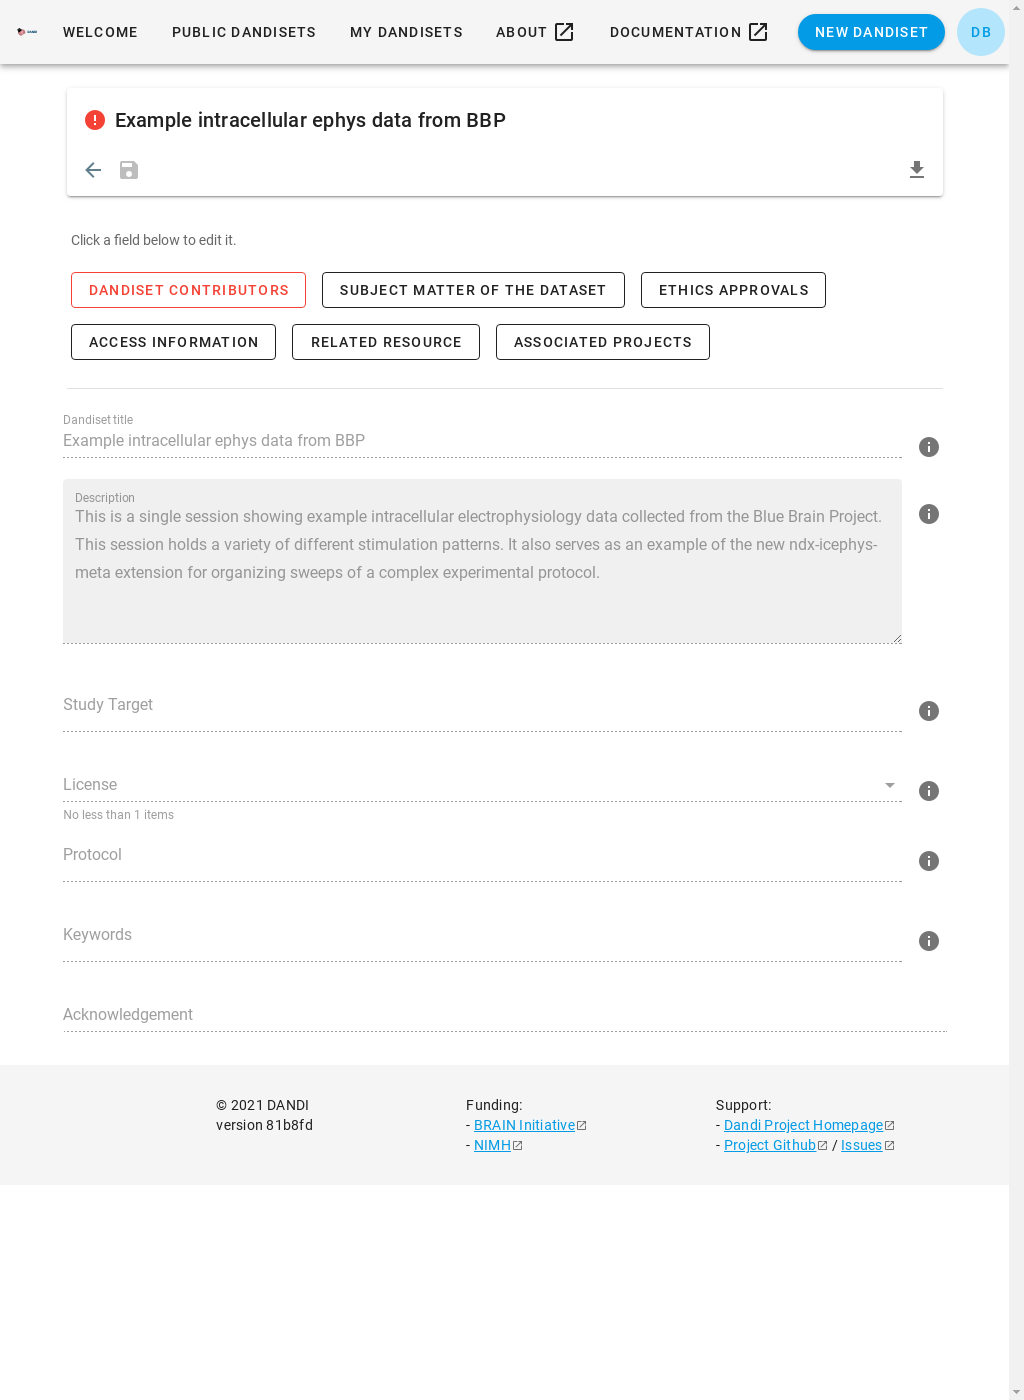 WELCOME PUBLIC DANDISETS MY DANDISETS ABOUT DOCUMENTATION NEW DANDISET DB
Example intracellular ephys data from BBP
Click a field below to edit it.
DANDISET CONTRIBUTORS SUBJECT MATTER OF THE DATASET ETHICS APPROVALS
ACCESS INFORMATION RELATED RESOURCE ASSOCIATED PROJECTS
Dandiset title
Example intracellular ephys data from BBP
Description
This is a single session showing example intracellular electrophysiology data collected from the Blue Brain Project.
This session holds a variety of different stimulation patterns. It also serves as an example of the new ndx-icephys-
meta extension for organizing sweeps of a complex experimental protocol.
Study Target
License
No less than 1 items
Protocol
Keywords
Acknowledgement
© 2021 DANDI
version 81b8fd
Funding:
- BRAIN Initiative
- NIMH
Support:
- Dandi Project Homepage
- Project Github / Issues